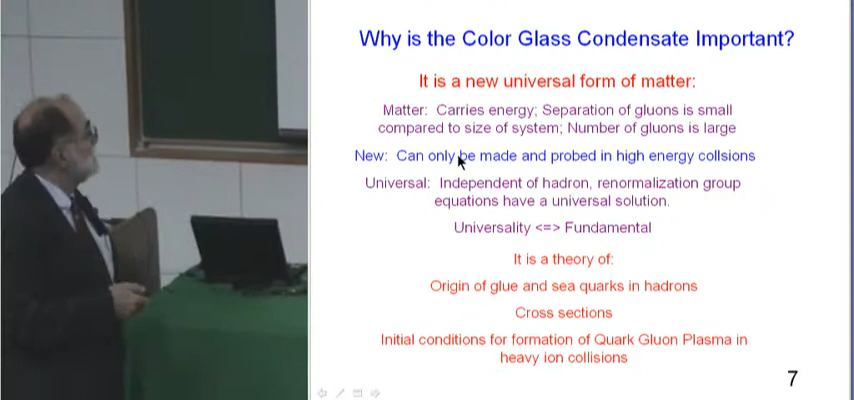 Why is the Color Glass Condensate Important?
It is a new universal form of matter:
Matter: Carries energy; Separation of gluons is small
compared to size of system; Number of gluons is large
New: Can only be made and probed in high energy collsions
Universal: Independent of hadron, renormalization group
equations have a universal solution.
Universality <=> Fundamental
It is a theory of:
Origin of glue and sea quarks in hadrons
Cross sections
Initial conditions for formation of Quark Gluon Plasma in
heavy ion collisions
7